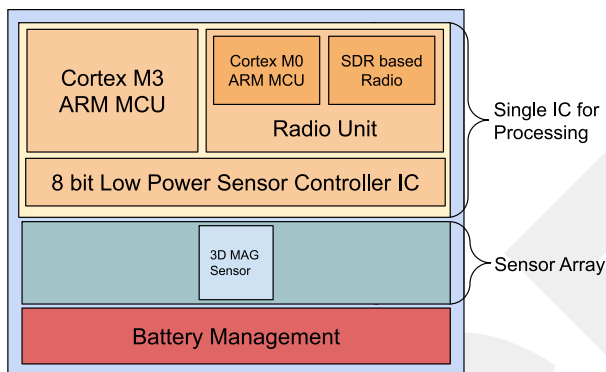 Cortex M3
ARM MCU
Cortex M0
ARM MCU
SDR based
Radio
Radio Unit
8 bit Low Power Sensor Controller IC
Single IC for
Processing
3D MAG
Sensor
Sensor Array
Battery Management